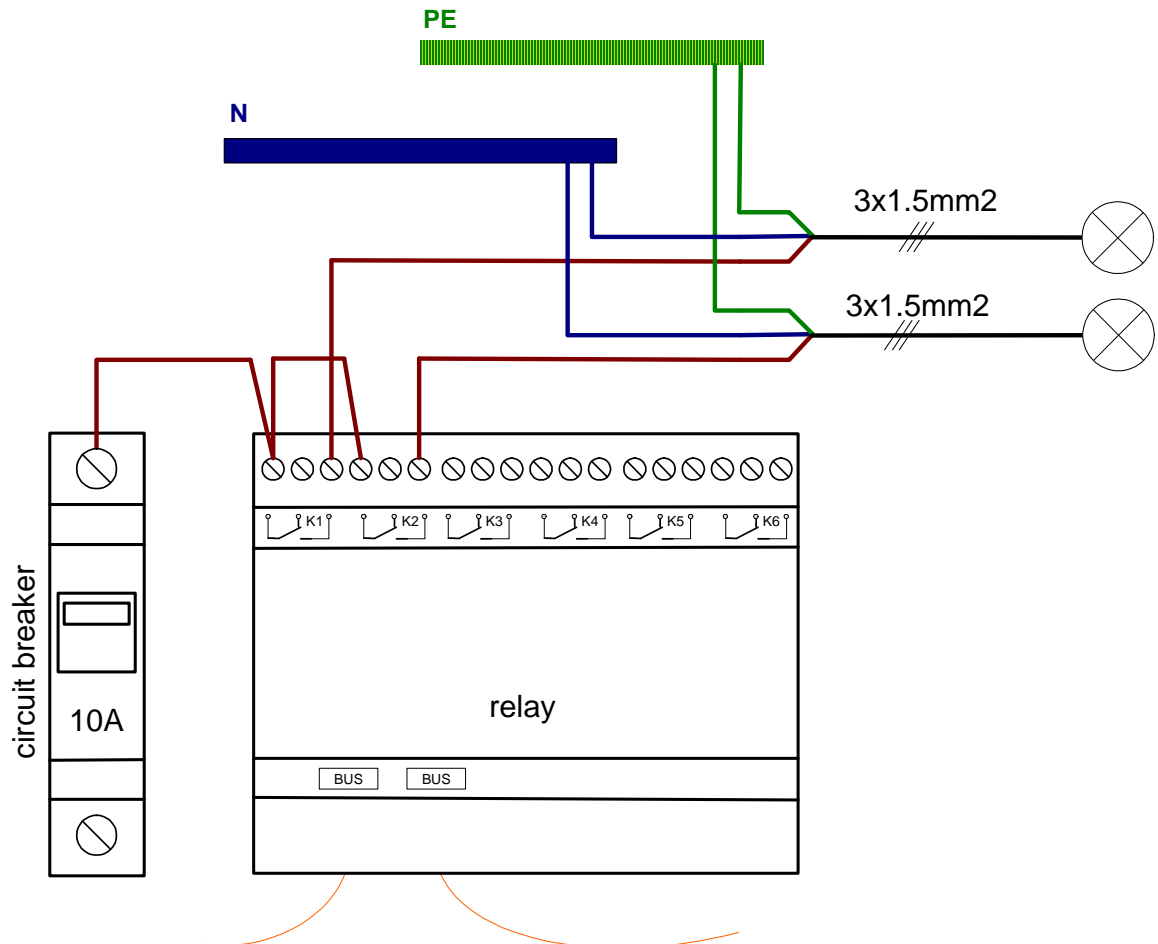 PE
N
3x1.5mm2
3x1.5mm2
K1 K2 K3 K4 K5 K6
circuit breaker
10A
relay
BUS BUS